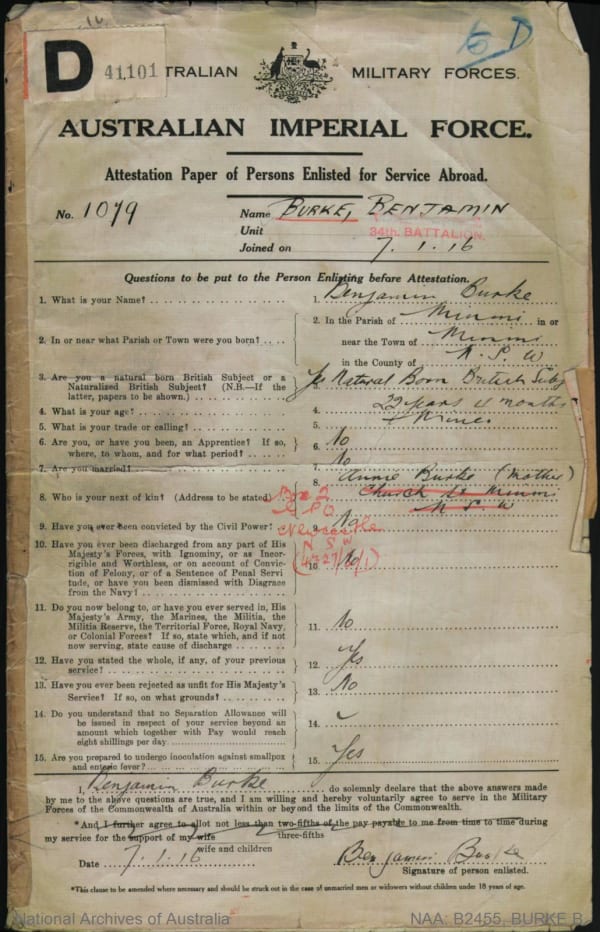 D 41101
TRALIAN MILITARY FORCES.
5 D
AUSTRALIAN IMPERIAL FORCE.
Attestation Paper of Persons Enlisted for Service Abroad.
No. 1079
Name BURKE, BENJAMIN
Unit 34th. BATTALION,
Joined on 7.1.16
Questions to be put to the Person Enlisting before Attestation.
1. What is your Name?
1. Benjamin Burke
2. In or near what Parish or Town were you born?
2. In the Parish of Minmi in or
near the Town of Minmi
in the County of N.S.W
3. Are you a natural born British Subject or a
Naturalized British Subject? (N.B.—If the
latter, papers to be shown.)
3. Yes Natural Born British
4. What is your age?
4. 22 years months
5. What is your trade or calling?
5.
6. Are you, or have you been, an Apprentice? If so,
where, to whom, and for what period?
6. No
7. Are you married?
7. No
8. Who is your next of kin? (Address to be stated)
8. Annie Burke (Mother)
Church St Minmi
N.S.W
Box 2
G.P.O.
Newcastle
N S W
9. Have you ever been convicted by the Civil Power?
9. No
10. Have you ever been discharged from any part of His
Majesty's Forces, with Ignominy, or as Incor-
rigible and Worthless, or on account of Convic-
tion of Felony, or of a Sentence of Penal Servi
tude, or have you been dismissed with Disgrace
from the Navy?
10. No
11. Do you now belong to, or have you ever served in, His
Majesty's Army, the Marines, the Militia, the
Militia Reserve, the Territorial Force, Royal Navy,
or Colonial Forces? If so, state which, and if not
now serving, state cause of discharge
11. No
12. Have you stated the whole, if any, of your previous
service?
12. Yes
13. Have you ever been rejected as unfit for His Majesty's
Service? If so, on what grounds?
13. No
14. Do you understand that no Separation Allowance will
be issued in respect of your service beyond an
amount which together with Pay would reach
eight shillings per day
14.
15. Are you prepared to undergo inoculation against smallpox
and enteric fever?
15. Yes
I, Benjamin Burke do solemnly declare that the above answers made
by me to the above questions are true, and I am willing and hereby voluntarily agree to serve in the Military
Forces of the Commonwealth of Australia within or beyond the limits of the Commonwealth.
*And I further agree to allot not less than two-fifths of the pay payable to me from time to time during
three-fifths
my service for the support of my wife
wife and children
Date 7.1.16
Benjamin Burke
Signature of person enlisted.
*This clause to be amended where necessary and should be struck out in the case of unmarried men or widowers without children under 18 years of age.
National Archives of Australia
NAA: B2455, BURKE B